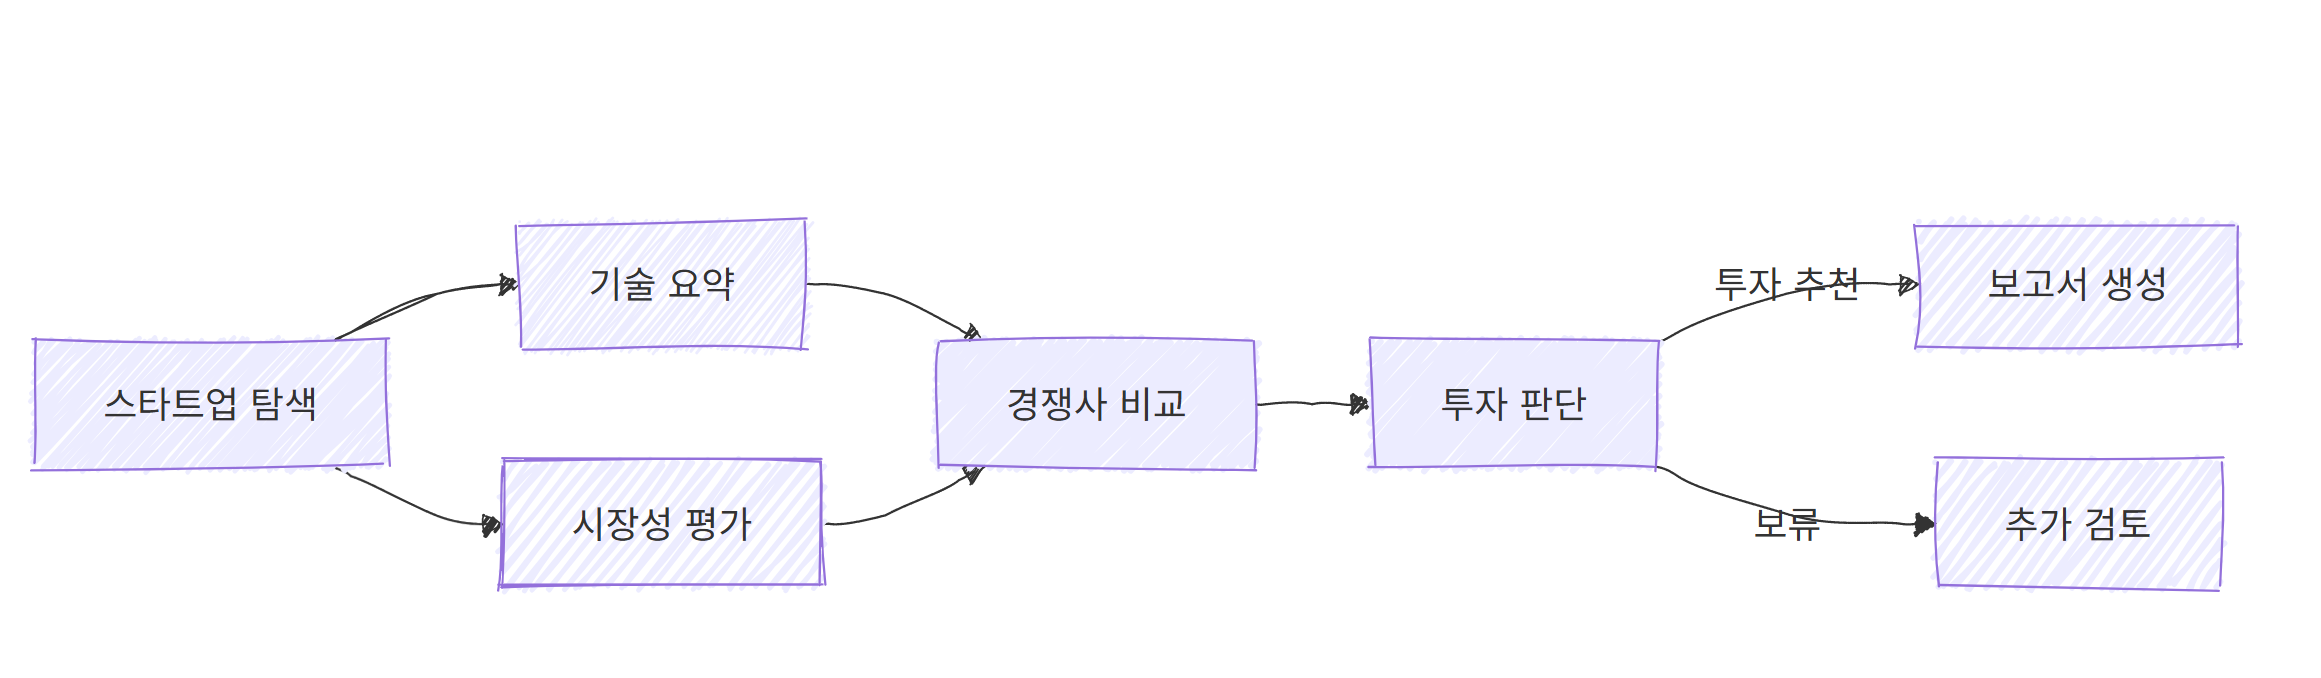 스타트업 탐색
기술 요약
시장성 평가
경쟁사 비교
투자 판단
투자 추천
보류
보고서 생성
추가 검토